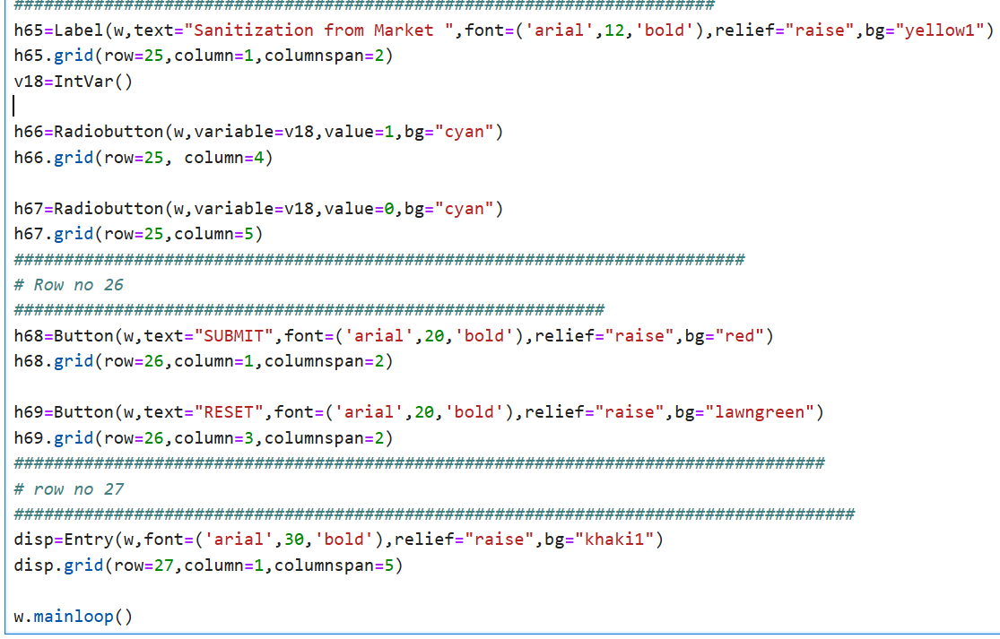 ######################################################################
h65=Label(w,text="Sanitization from Market ",font=('arial',12,'bold'),relief="raise",bg="yellow1")
h65.grid(row=25,column=1,columnspan=2)
v18=IntVar()
h66=Radiobutton(w,variable=v18,value=1,bg="cyan")
h66.grid(row=25, column=4)
h67=Radiobutton(w,variable=v18,value=0,bg="cyan")
h67.grid(row=25,column=5)
#########################################################################
# Row no 26
###########################################################
h68=Button(w,text="SUBMIT",font=('arial',20,'bold'),relief="raise",bg="red")
h68.grid(row=26,column=1,columnspan=2)
h69=Button(w,text="RESET",font=('arial',20,'bold'),relief="raise",bg="lawngreen")
h69.grid(row=26,column=3,columnspan=2)
#################################################################################
# row no 27
####################################################################################
disp=Entry(w,font=('arial',30,'bold'),relief="raise",bg="khaki1")
disp.grid(row=27,column=1,columnspan=5)
w.mainloop()